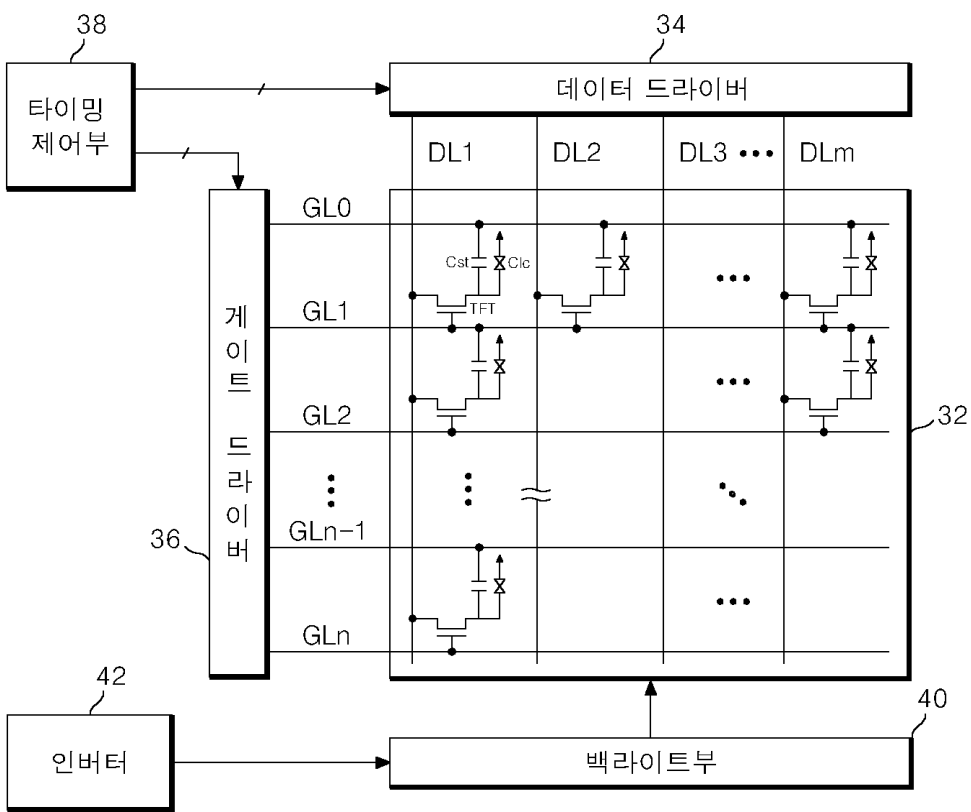 38
34
타이밍
제어부
데이터 드라이버
DL1 DL2 DL3 ••• DLm
GL0
Cst Clc
TFT
GL1
게이트 드라이버
GL2
32
36
GLn-1
GLn
42
40
인버터
백라이트부